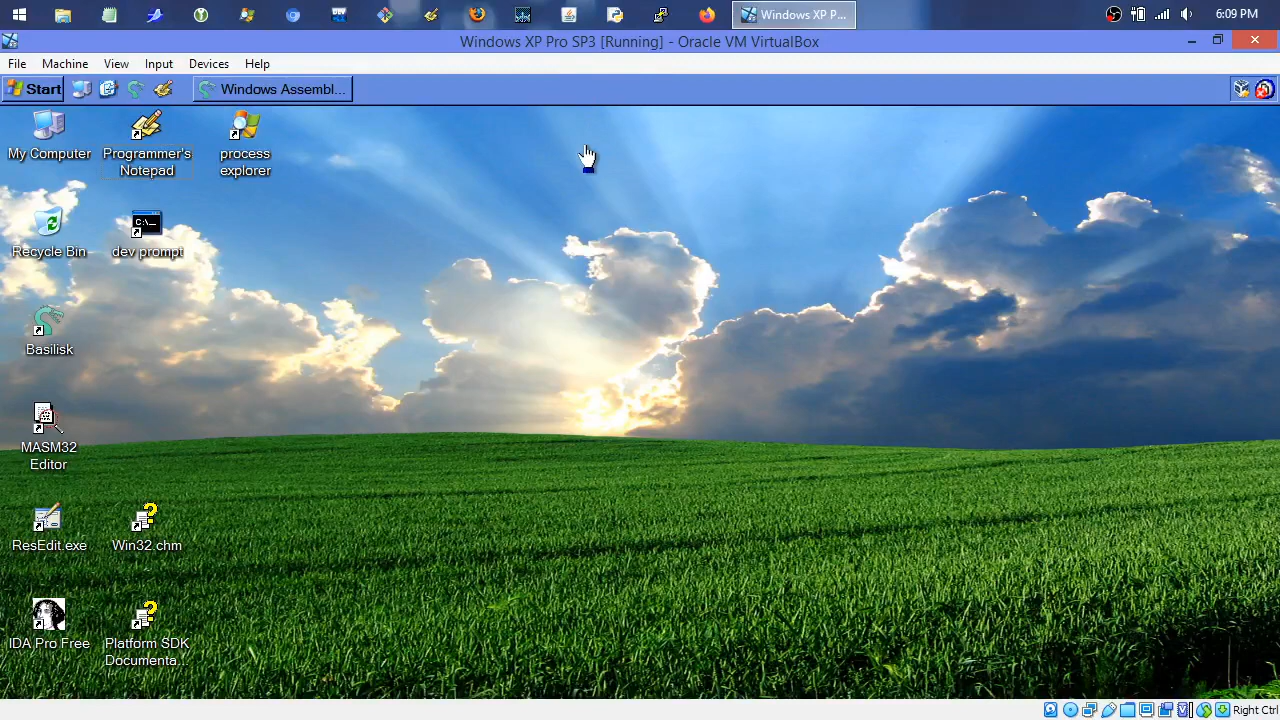 Windows XP P...
6:09 PM
Windows XP Pro SP3 [Running] - Oracle VM VirtualBox
File Machine View Input Devices Help
Start
Windows Assembl...
My Computer
Programmer's
Notepad
process
explorer
Recycle Bin
C:\...
dev prompt
Basilisk
MASM32
Editor
ResEdit.exe
Win32.chm
IDA Pro Free
Platform SDK
Documenta...
Right Ctrl